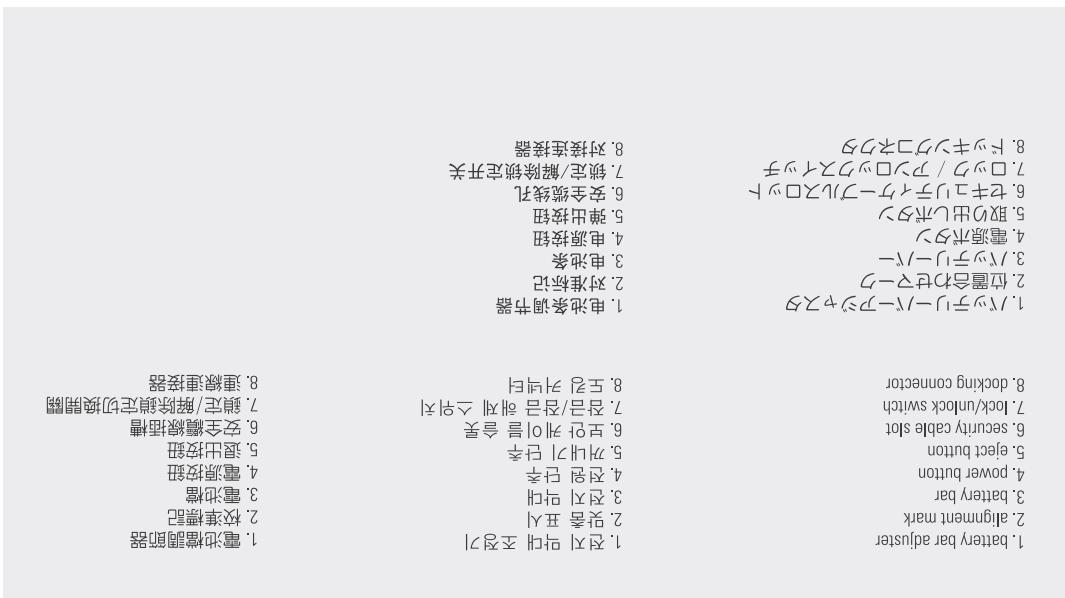 1. battery bar adjuster
2. alignment mark
3. battery bar
4. power button
5. eject button
6. security cable slot
7. lock/unlock switch
8. docking connector
1. 전지 막대 조정기
2. 맞춤 표시
3. 전지 막대
4. 전원 단추
5. 꺼내기 단추
6. 보안 케이블 슬롯
7. 잠금/잠금 해제 스위치
8. 도킹 커넥터
1. 電池檔調節器
2. 校準標記
3. 電池檔
4. 電源按鈕
5. 退出按鈕
6. 安全纜線插槽
7. 鎖定/解除鎖定切換開關
8. 連線連接器
1. バッテリーバーアジャスタ
2. 位置合わせマーク
3. バッテリーバー
4. 電源ボタン
5. 取り出しボタン
6. セキュリティケーブルスロット
7. ロック / アンロックスイッチ
8. ドッキングコネクタ
1. 电池条调节器
2. 对准标记
3. 电池条
4. 电源按钮
5. 弹出按钮
6. 安全缆线孔
7. 锁定/解除锁定开关
8. 对接连接器